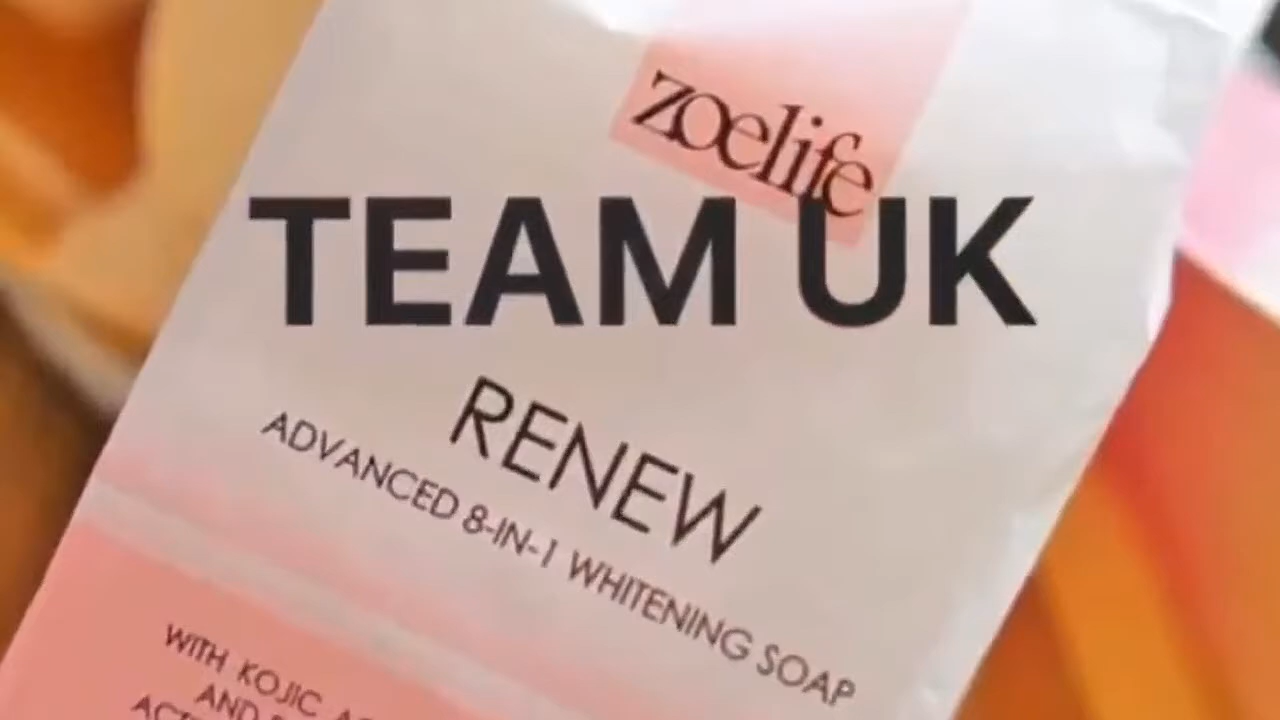 zoelife
TEAM UK
RENEW
ADVANCED 8-IN-1 WHITENING SOAP
WITH KOJIC
AND